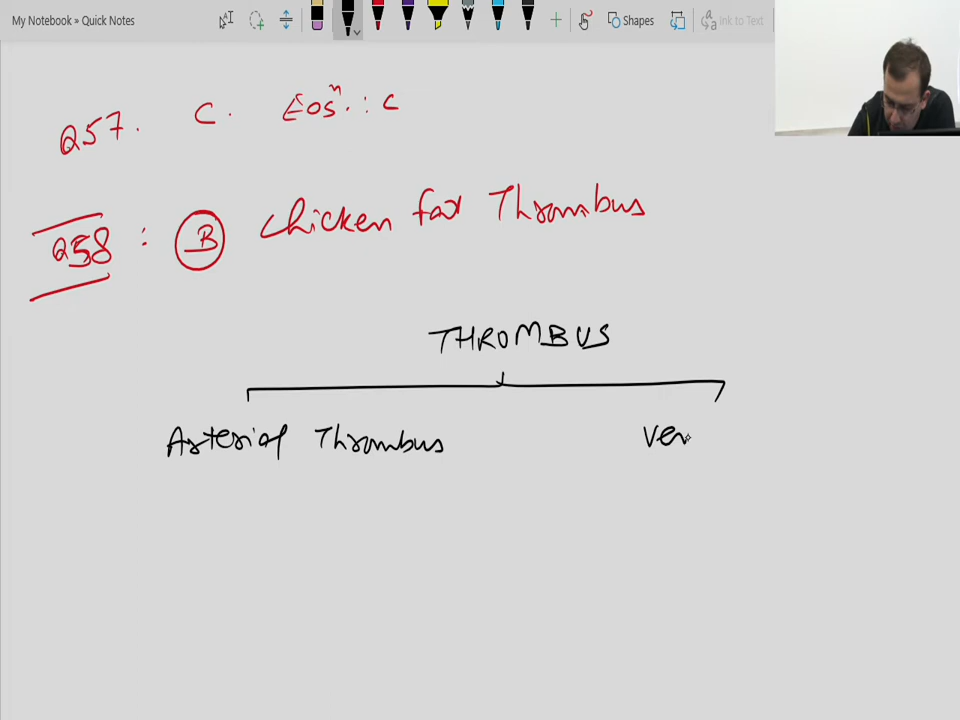 My Notebook » Quick Notes
Shapes
Ink to Text
Q57. C. Eosⁿ. : C
Q58 : B Chicken fat Thrombus
THROMBUS
Arterial Thrombus Ven